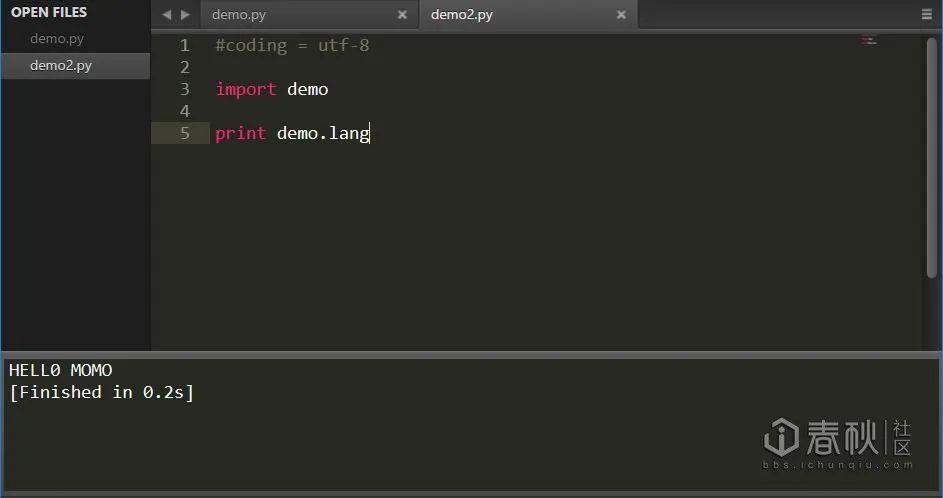 OPEN FILES
demo.py
demo2.py
demo.py × demo2.py ×
1 #coding = utf-8
2
3 import demo
4
5 print demo.lang
HELL0 MOMO
[Finished in 0.2s]
春秋 社区
bbs.ichunqiu.com